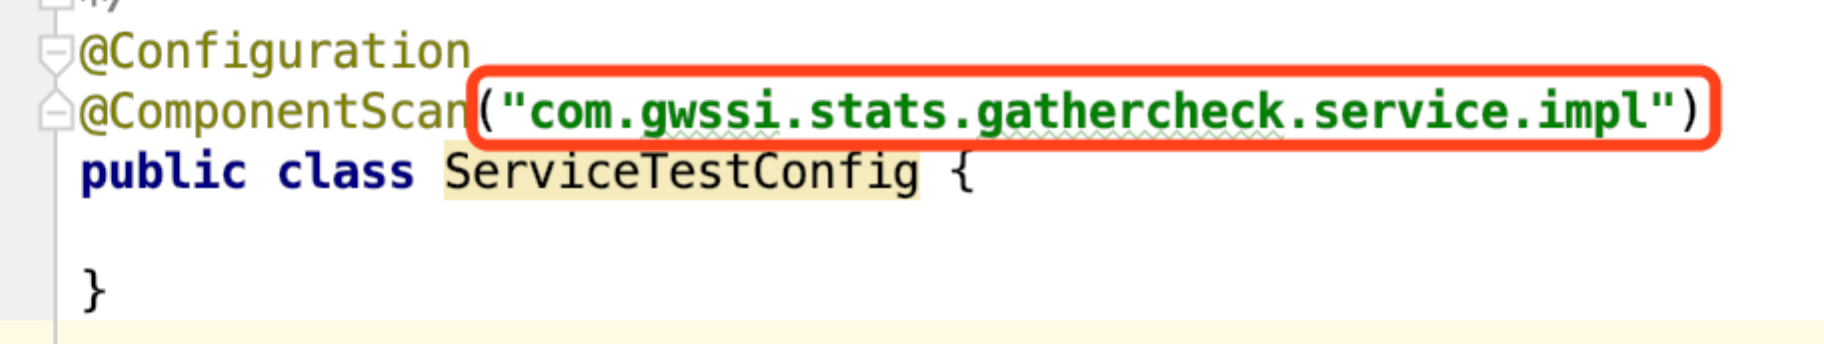 */
@Configuration
@ComponentScan("com.gwssi.stats.gathercheck.service.impl")
public class ServiceTestConfig {
}